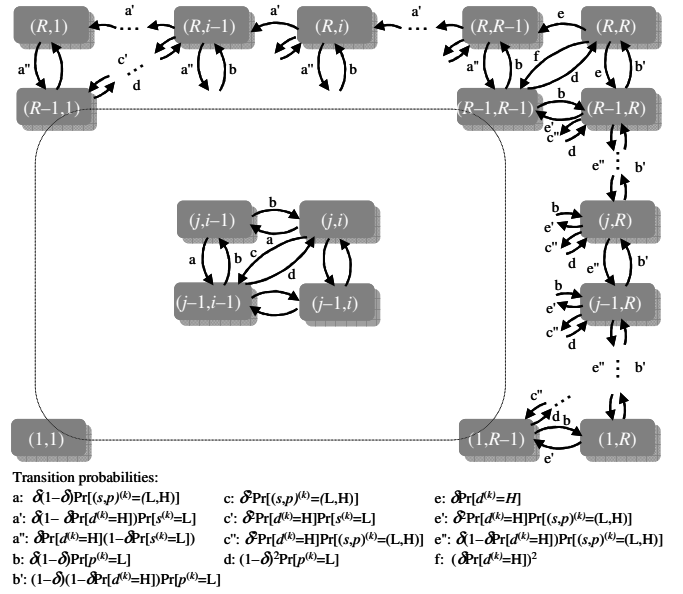 (R,1) a' ... (R,i−1) a' (R,i) a' ... (R,R−1) e (R,R)
a'' c' ... d a'' b a'' b a'' b f d e b'
(R−1,1) (R−1,R−1) b e' (R−1,R)
c'' d
e'' ⋮ b'
(j,i−1) b a (j,i) b e' c'' d (j,R)
a b c d e'' b'
(j−1,i−1) (j−1,i) b e' c'' d (j−1,R)
e'' ⋮ b'
c'' ... d
(1,1) (1,R−1) b e' (1,R)
Transition probabilities:
a: δ(1−δ)Pr[(s,p)^(k)=(L,H)] c: δ²Pr[(s,p)^(k)=(L,H)] e: δPr[d^(k)=H]
a': δ(1− δPr[d^(k)=H])Pr[s^(k)=L] c': δ²Pr[d^(k)=H]Pr[s^(k)=L] e': δ²Pr[d^(k)=H]Pr[(s,p)^(k)=(L,H)]
a'': δPr[d^(k)=H](1−δPr[s^(k)=L]) c'': δ²Pr[d^(k)=H]Pr[(s,p)^(k)=(L,H)] e'': δ(1−δPr[d^(k)=H])Pr[(s,p)^(k)=(L,H)]
b: δ(1−δ)Pr[p^(k)=L] d: (1−δ)²Pr[p^(k)=L] f: (δPr[d^(k)=H])²
b': (1−δ)(1−δPr[d^(k)=H])Pr[p^(k)=L]